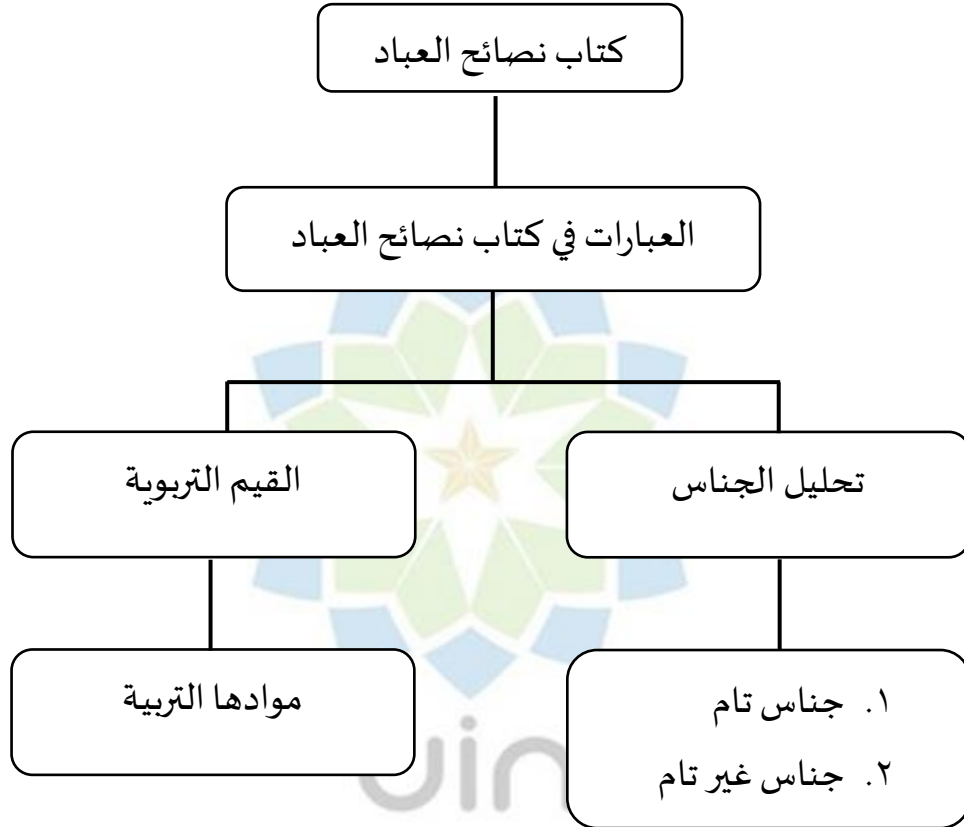 كتاب نصائح العباد
العبارات في كتاب نصائح العباد
تحليل الجناس
القيم التربوية
١. جناس تام
٢. جناس غير تام
موادها التربية
uin